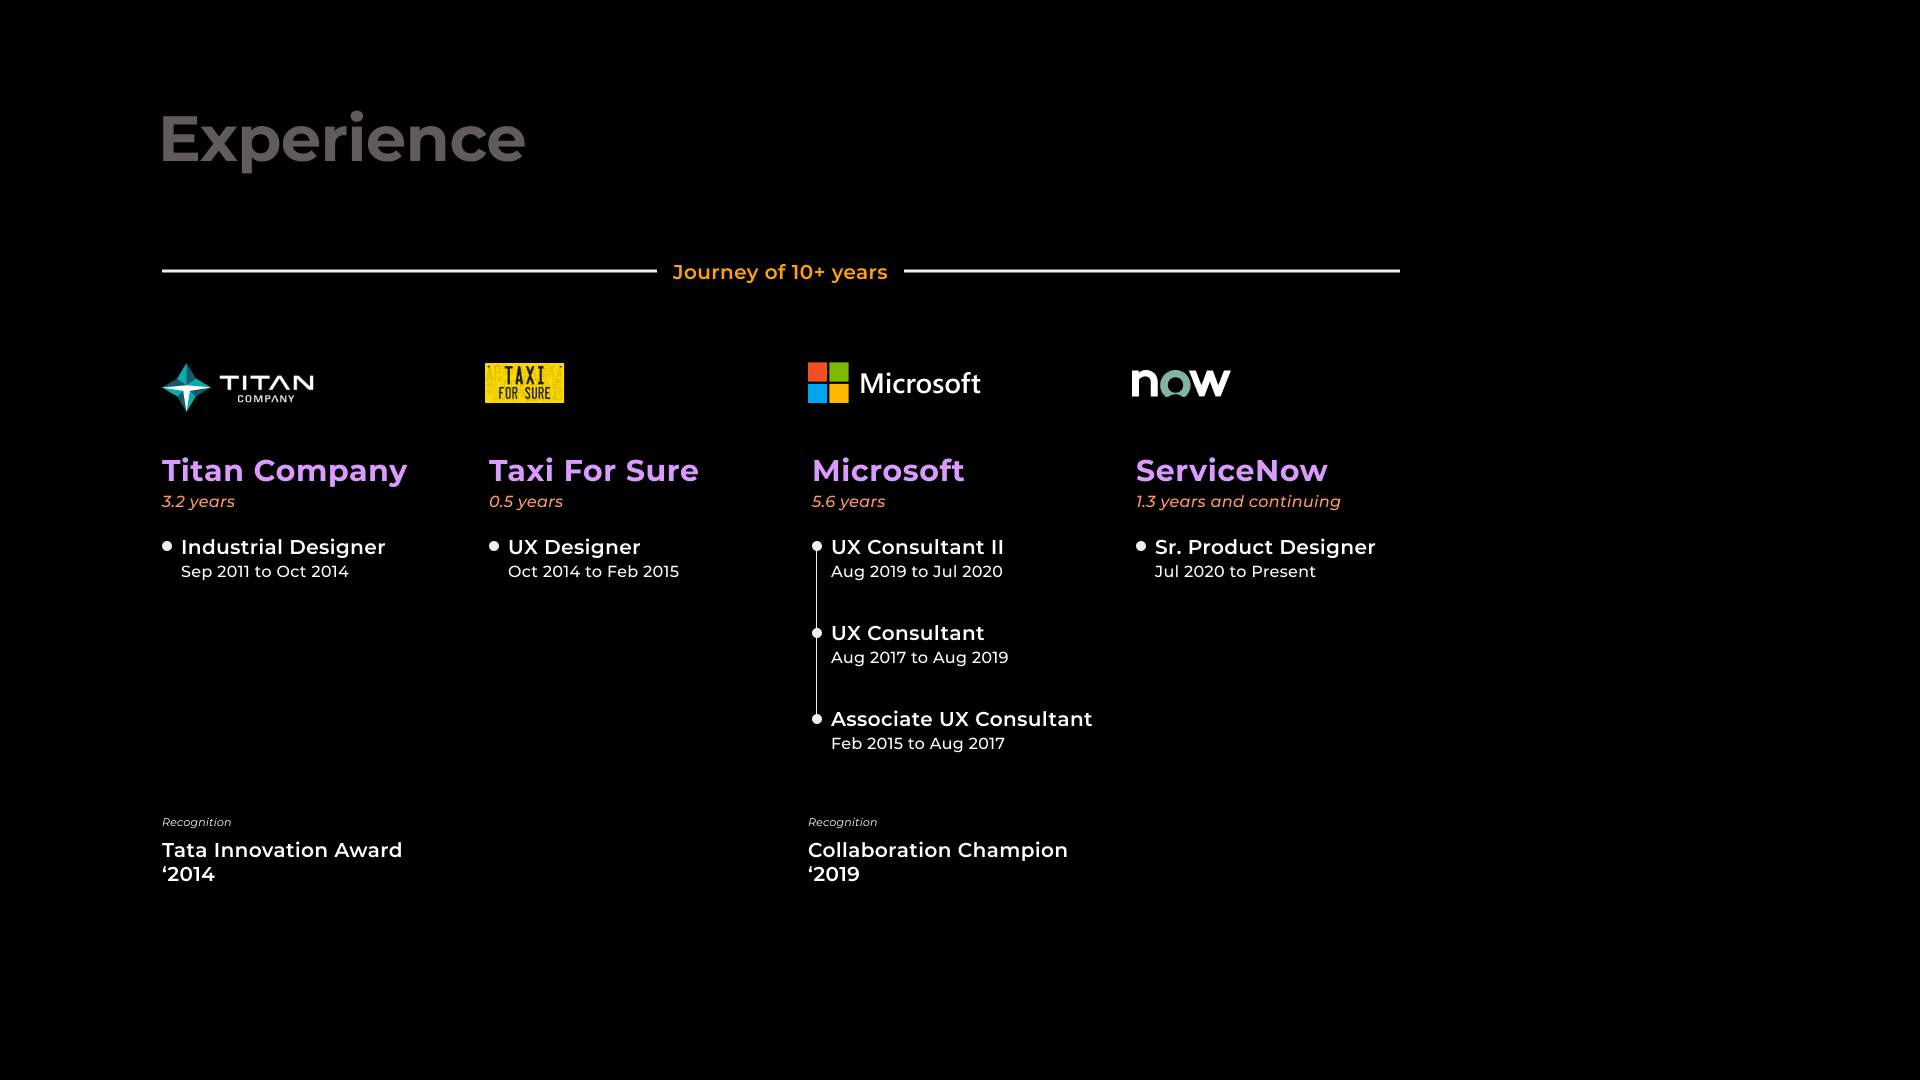 Experience
Journey of 10+ years
TITAN
COMPANY
TAXI
FOR SURE
Microsoft
now
Titan Company
3.2 years
Industrial Designer
Sep 2011 to Oct 2014
Taxi For Sure
0.5 years
UX Designer
Oct 2014 to Feb 2015
Microsoft
5.6 years
UX Consultant II
Aug 2019 to Jul 2020
UX Consultant
Aug 2017 to Aug 2019
Associate UX Consultant
Feb 2015 to Aug 2017
ServiceNow
1.3 years and continuing
Sr. Product Designer
Jul 2020 to Present
Recognition
Tata Innovation Award
‘2014
Recognition
Collaboration Champion
‘2019